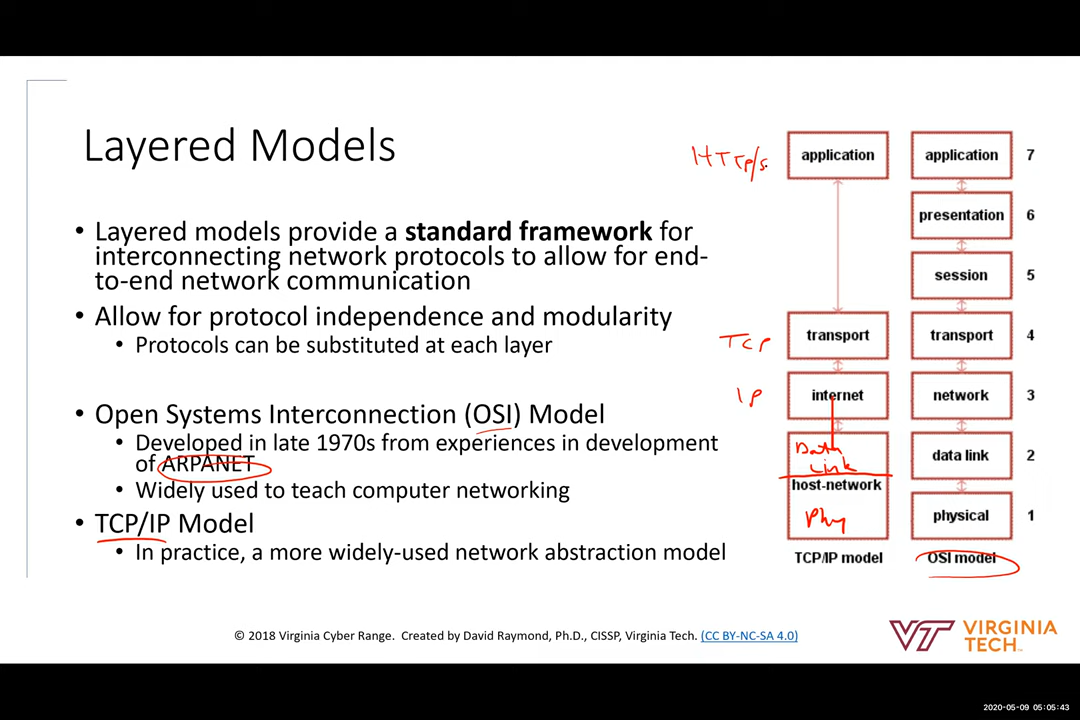 Layered Models
• Layered models provide a standard framework for
interconnecting network protocols to allow for end-
to-end network communication
• Allow for protocol independence and modularity
• Protocols can be substituted at each layer
• Open Systems Interconnection (OSI) Model
• Developed in late 1970s from experiences in development
of ARPANET
• Widely used to teach computer networking
• TCP/IP Model
• In practice, a more widely-used network abstraction model
HTTP/S
application
application 7
presentation 6
session 5
TCP
transport
transport 4
IP
internet
network 3
Data
Link
host-network
Phy
data link 2
physical 1
TCP/IP model
OSI model
© 2018 Virginia Cyber Range. Created by David Raymond, Ph.D., CISSP, Virginia Tech. (CC BY-NC-SA 4.0)
VT VIRGINIA
TECH
2020-05-09 05:05:43